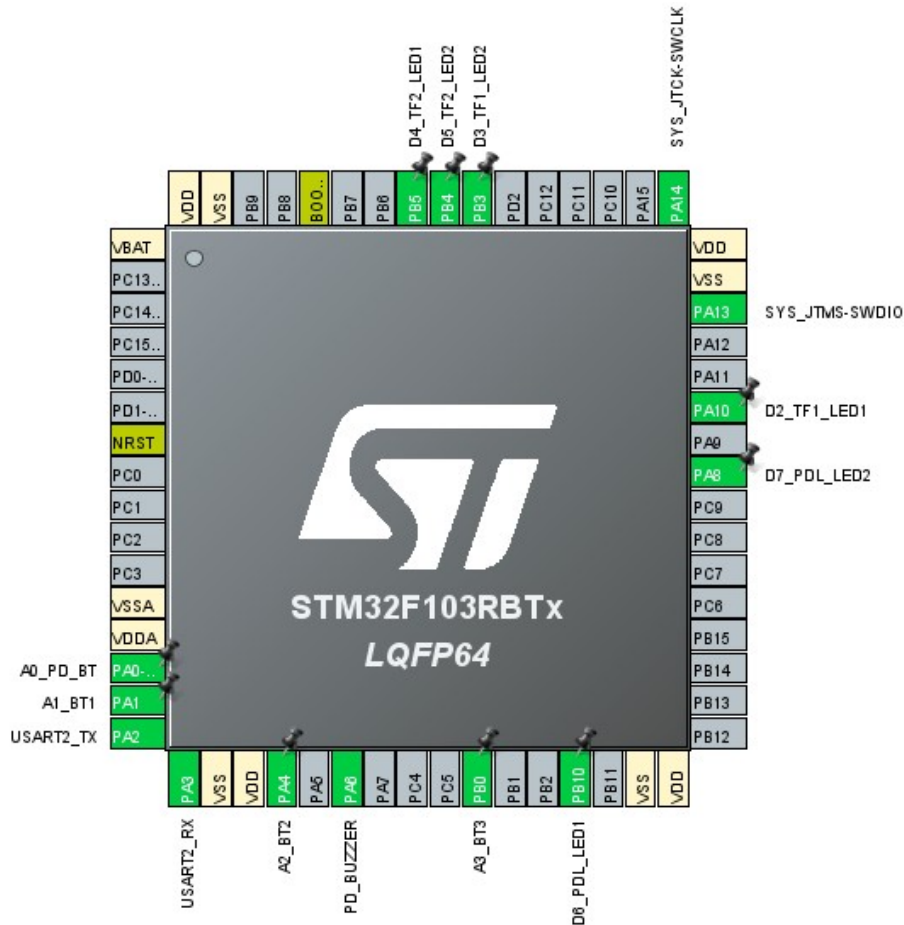 D4_TF2_LED1
D5_TF2_LED2
D3_TF1_LED2
SYS_JTCK-SWCLK
VDD
VSS
PB9
PB8
BOO..
PB7
PB6
PB5
PB4
PB3
PD2
PC12
PC11
PC10
PA15
PA14
VBAT
PC13..
PC14..
PC15..
PD0-..
PD1-..
NRST
PC0
PC1
PC2
PC3
VSSA
VDDA
A0_PD_BT PA0-..
A1_BT1 PA1
USART2_TX PA2
ST
STM32F103RBTx
LQFP64
VDD
VSS
PA13 SYS_JTMS-SWDIO
PA12
PA11
PA10 D2_TF1_LED1
PA9
PA8 D7_PDL_LED2
PC9
PC8
PC7
PC6
PB15
PB14
PB13
PB12
PA3
VSS
VDD
PA4
PA5
PA6
PA7
PC4
PC5
PB0
PB1
PB2
PB10
PB11
VSS
VDD
USART2_RX
A2_BT2
PD_BUZZER
A3_BT3
D6_PDL_LED1